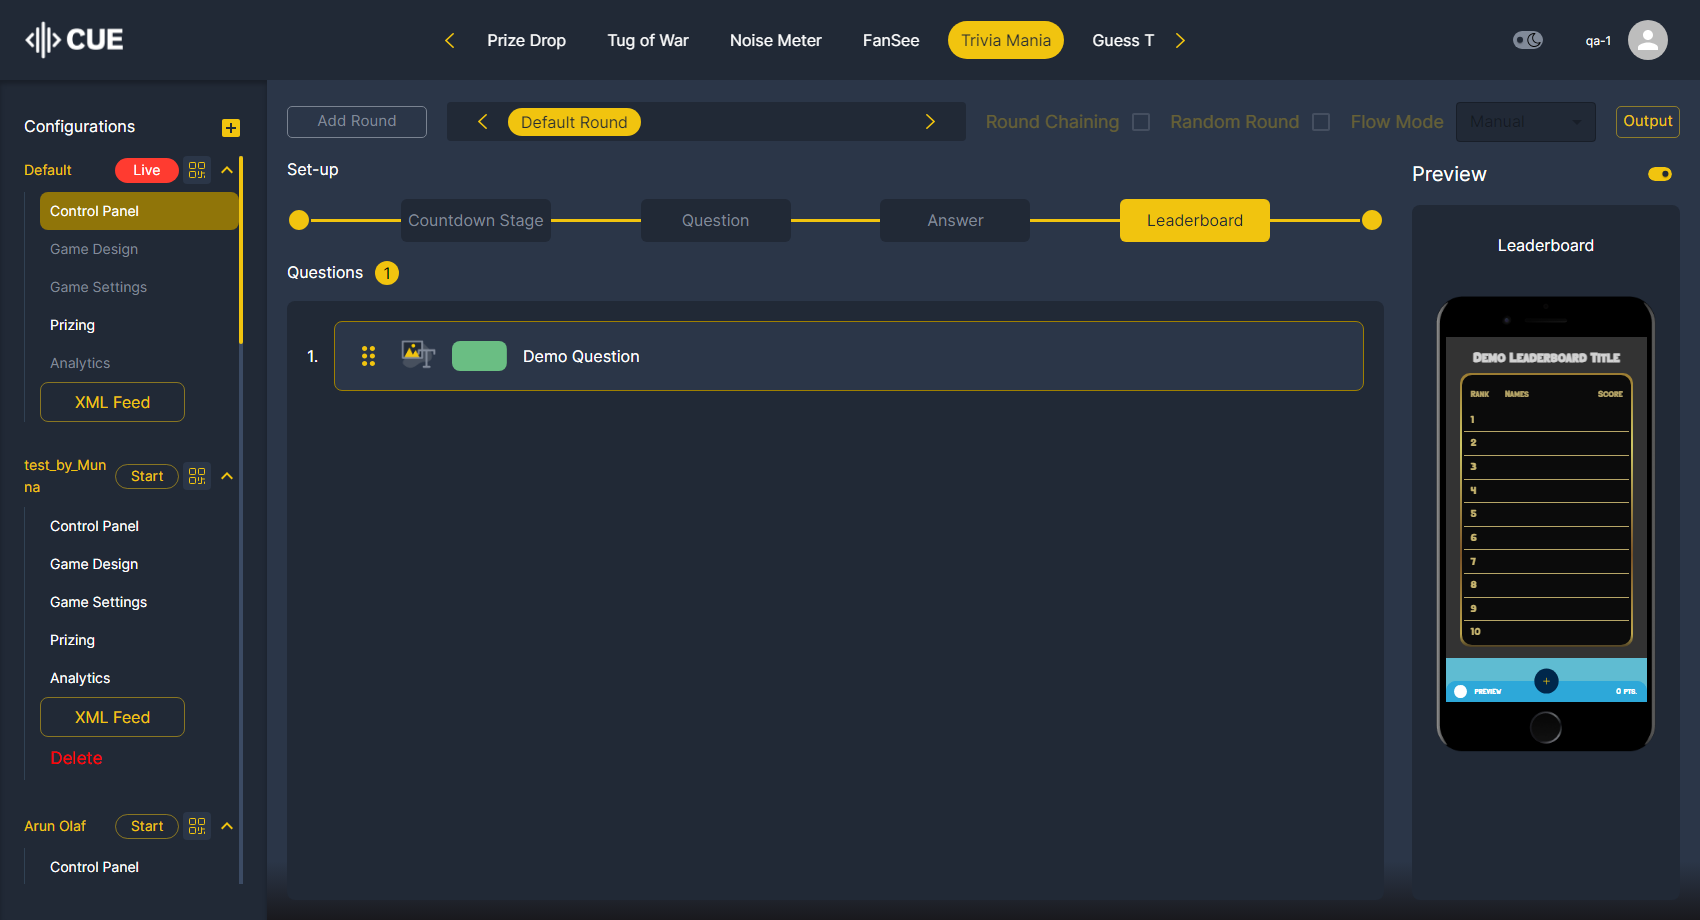 CUE
Prize Drop
Tug of War
Noise Meter
FanSee
Trivia Mania
Guess T
qa-1
Configurations
Default
Live
Control Panel
Game Design
Game Settings
Prizing
Analytics
XML Feed
test_by_Mun
na
Start
Control Panel
Game Design
Game Settings
Prizing
Analytics
XML Feed
Delete
Arun Olaf
Start
Control Panel
Add Round
Default Round
Round Chaining
Random Round
Flow Mode
Manual
Output
Set-up
Countdown Stage
Question
Answer
Leaderboard
Questions
1
1.
Demo Question
Preview
Leaderboard
Demo Leaderboard Title
Rank Names Score
1
2
3
4
5
6
7
8
9
10
Preview
0 pts.